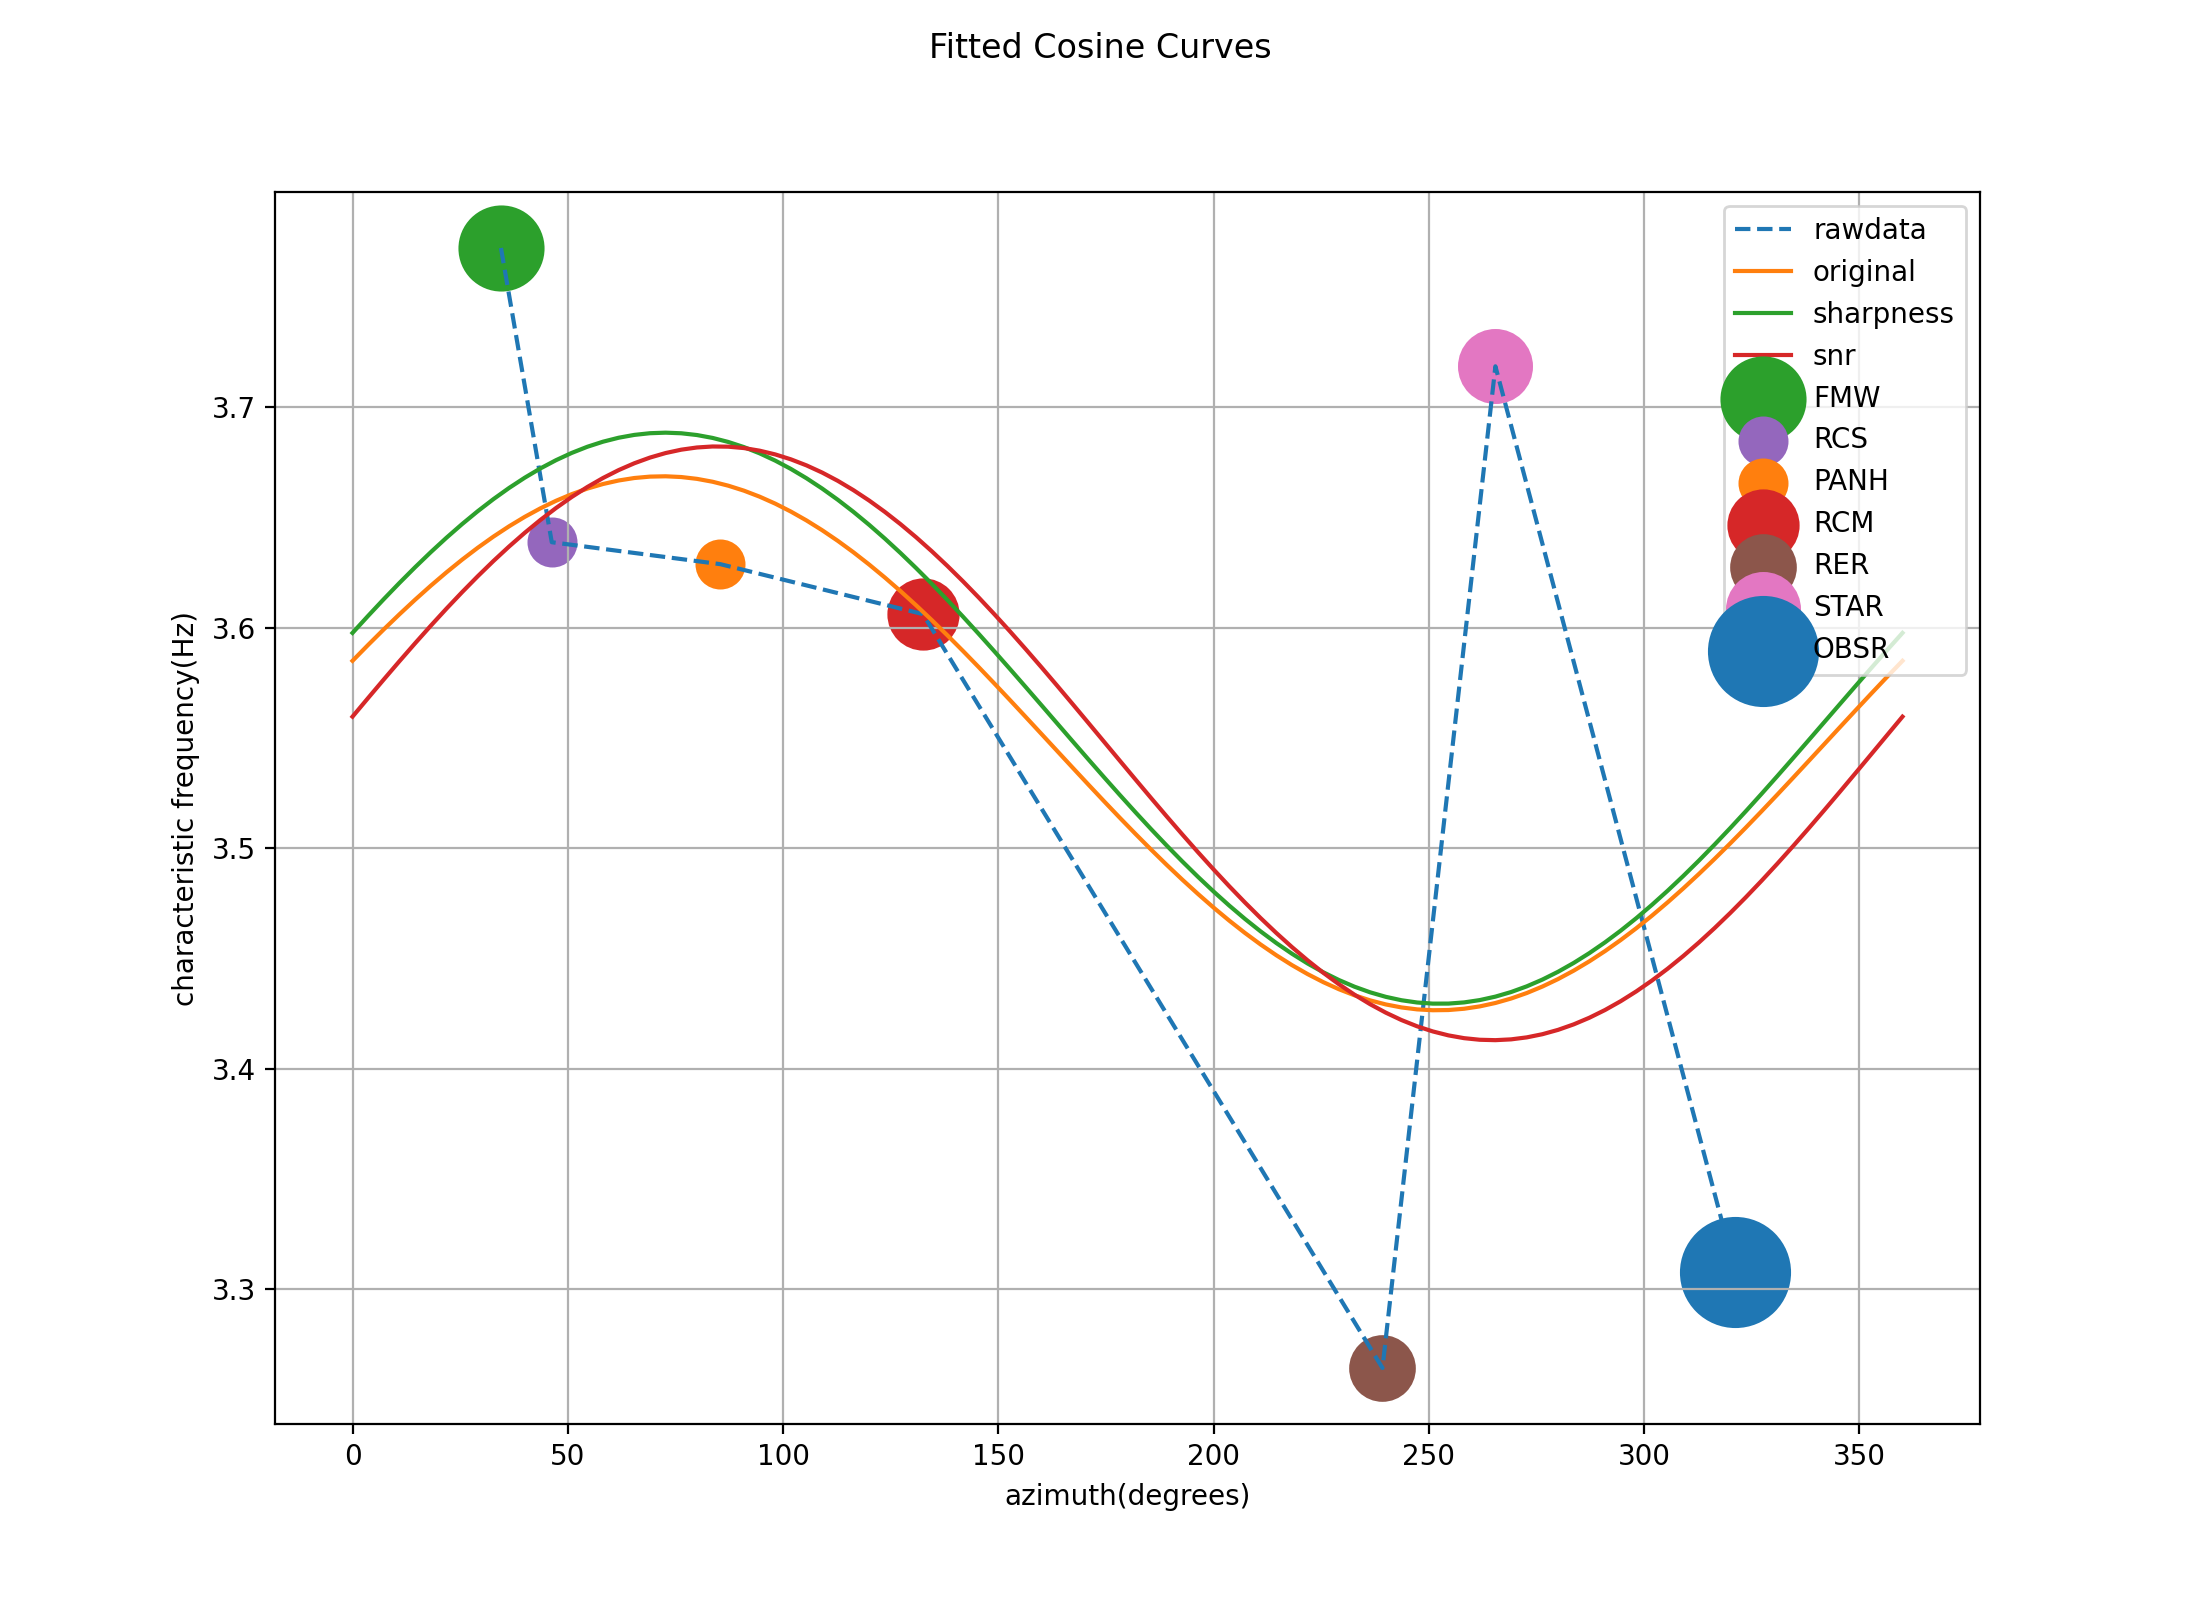 Fitted Cosine Curves
rawdata
original
sharpness
snr
FMW
RCS
PANH
RCM
RER
STAR
OBSR
3.7
3.6
3.5
3.4
3.3
characteristic frequency(Hz)
0 50 100 150 200 250 300 350
azimuth(degrees)